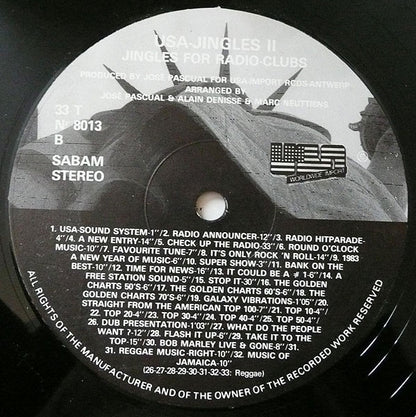 USA-JINGLES II
JINGLES FOR RADIO-CLUBS
PRODUCED BY JOSÉ PASCUAL FOR USA-IMPORT RCDS-ANTWERP
ARRANGED BY
JOSÉ PASCUAL & ALAIN DENISSE & MARC NEUTTIENS
33 T
Nr 8013
B
SABAM
STEREO
USA
WORLDWIDE IMPORT
®
1. USA-SOUND SYSTEM-1"/2. RADIO ANNOUNCER-12"/3. RADIO HITPARADE-
4"/4. A NEW ENTRY-14"/5. CHECK UP THE RADIO-33"/6. ROUND O'CLOCK
MUSIC-10"/7. FAVOURITE TUNE-7"/8. IT'S ONLY ROCK 'N ROLL-14"/9. 1983
A NEW YEAR OF MUSIC-6"/10. SUPER SHOW-3"/11. BANK ON THE
BEST-10"/12. TIME FOR NEWS-16"/13. IT COULD BE A # 1-6"/14. A
FREE STATION SOUND-5"/15. STOP IT-30"/16. THE GOLDEN
CHARTS 50'S-6"/17. THE GOLDEN CHARTS 60'S-6"/18. THE
GOLDEN CHARTS 70'S-6"/19. GALAXY VIBRATIONS-1'05"/20.
STRAIGHT FROM THE AMERICAN TOP 100-7"/21. TOP 10-4"/
22. TOP 20-4"/23. TOP 30-4"/24. TOP 40-4"/25. TOP 50-4"/
26. DUB PRESENTATION-1'03"/27. WHAT DO THE PEOPLE
WANT 7-12"/28. FLASH IT UP-6"/29. TAKE IT TO THE
TOP-15"/30. BOB MARLEY LIVE & GONE-8"/
31. REGGAE MUSIC-RIGHT-10"/32. MUSIC OF
JAMAICA-10"
(26-27-28-29-30-31-32-33: Reggae)
ALL RIGHTS OF THE MANUFACTURER AND OF THE OWNER OF THE RECORDED WORK RESERVED